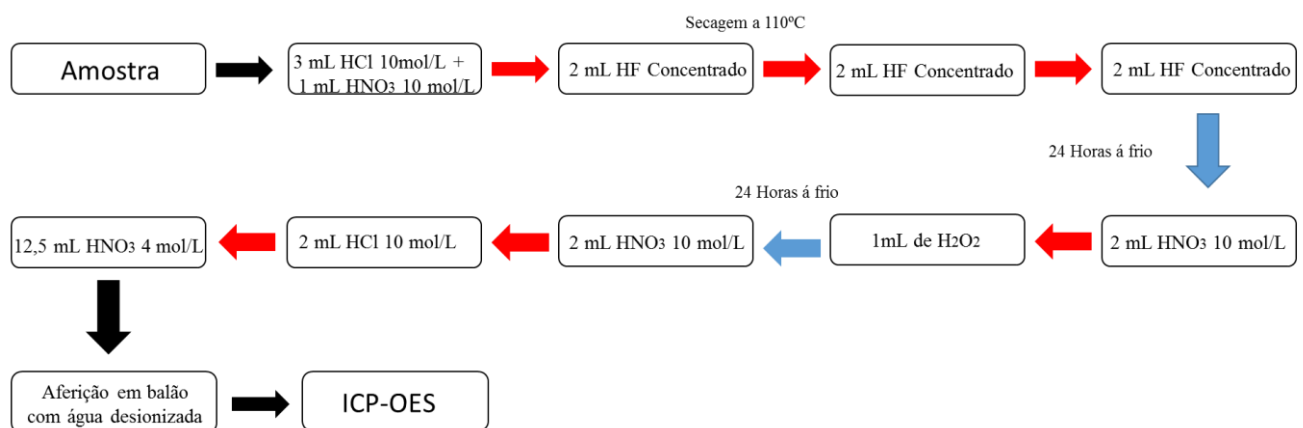 Secagem a 110ºC
Amostra
3 mL HCl 10mol/L +
1 mL HNO3 10 mol/L
2 mL HF Concentrado
2 mL HF Concentrado
2 mL HF Concentrado
24 Horas á frio
2 mL HNO3 10 mol/L
1mL de H2O2
24 Horas á frio
2 mL HNO3 10 mol/L
2 mL HCl 10 mol/L
12,5 mL HNO3 4 mol/L
Aferição em balão
com água desionizada
ICP-OES